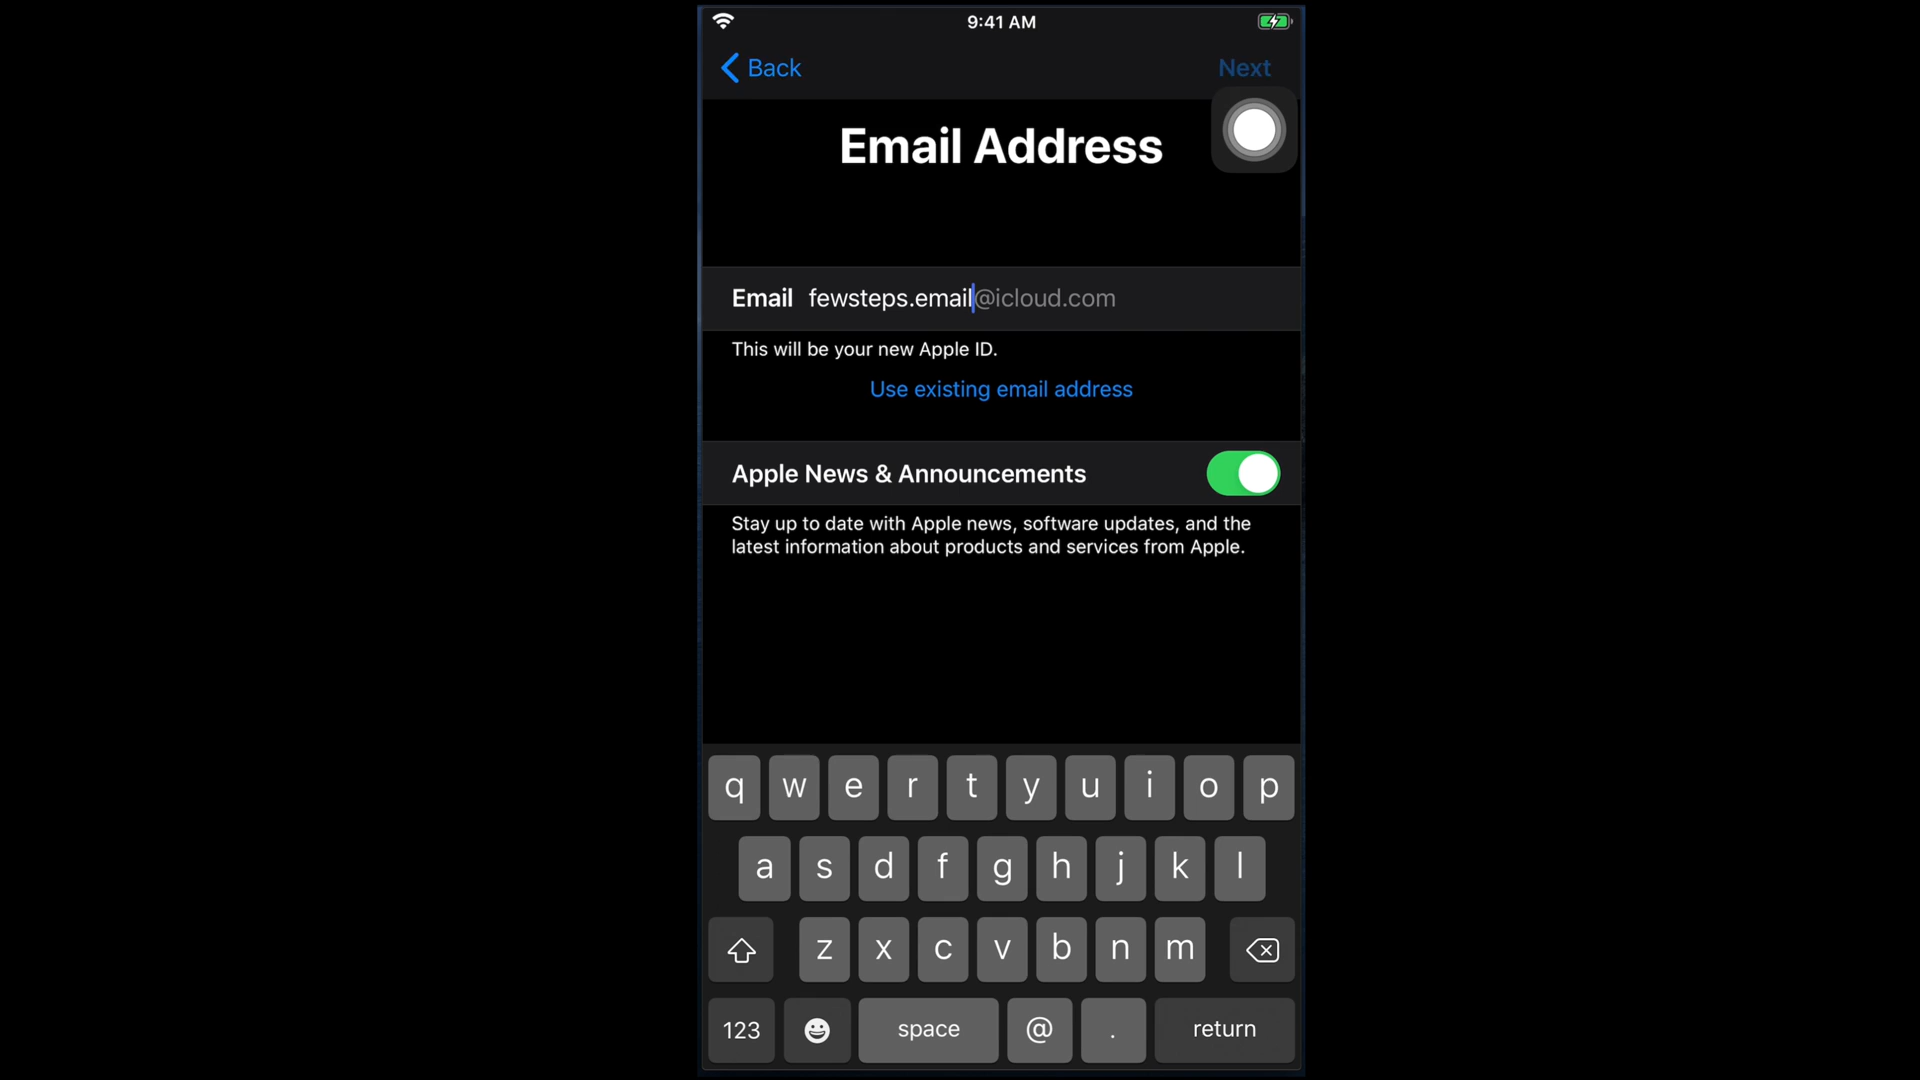 9:41 AM
Back Next
Email Address
Email fewsteps.email@icloud.com
This will be your new Apple ID.
Use existing email address
Apple News & Announcements
Stay up to date with Apple news, software updates, and the
latest information about products and services from Apple.
q w e r t y u i o p
a s d f g h j k l
z x c v b n m
123 space @ . return